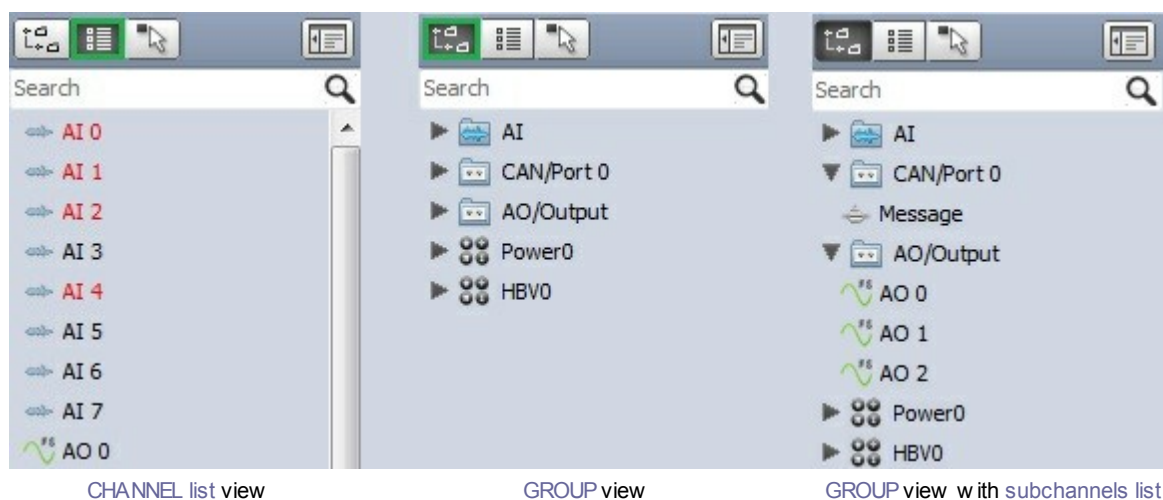 Search
AI 0
AI 1
AI 2
AI 3
AI 4
AI 5
AI 6
AI 7
AO 0
CHANNEL list view
Search
AI
CAN/Port 0
AO/Output
Power0
HBV0
GROUP view
Search
AI
CAN/Port 0
Message
AO/Output
AO 0
AO 1
AO 2
Power0
HBV0
GROUP view with subchannels list